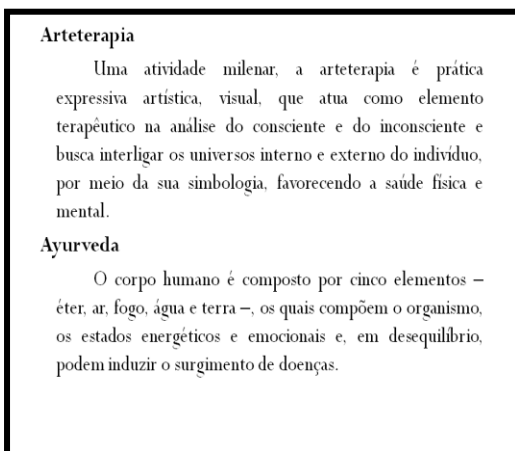 Arteterapia
Uma atividade milenar, a arteterapia é prática
expressiva artística, visual, que atua como elemento
terapêutico na análise do consciente e do inconsciente e
busca interligar os universos interno e externo do indivíduo,
por meio da sua simbologia, favorecendo a saúde física e
mental.
Ayurveda
O corpo humano é composto por cinco elementos –
éter, ar, fogo, água e terra –, os quais compõem o organismo,
os estados energéticos e emocionais e, em desequilíbrio,
podem induzir o surgimento de doenças.